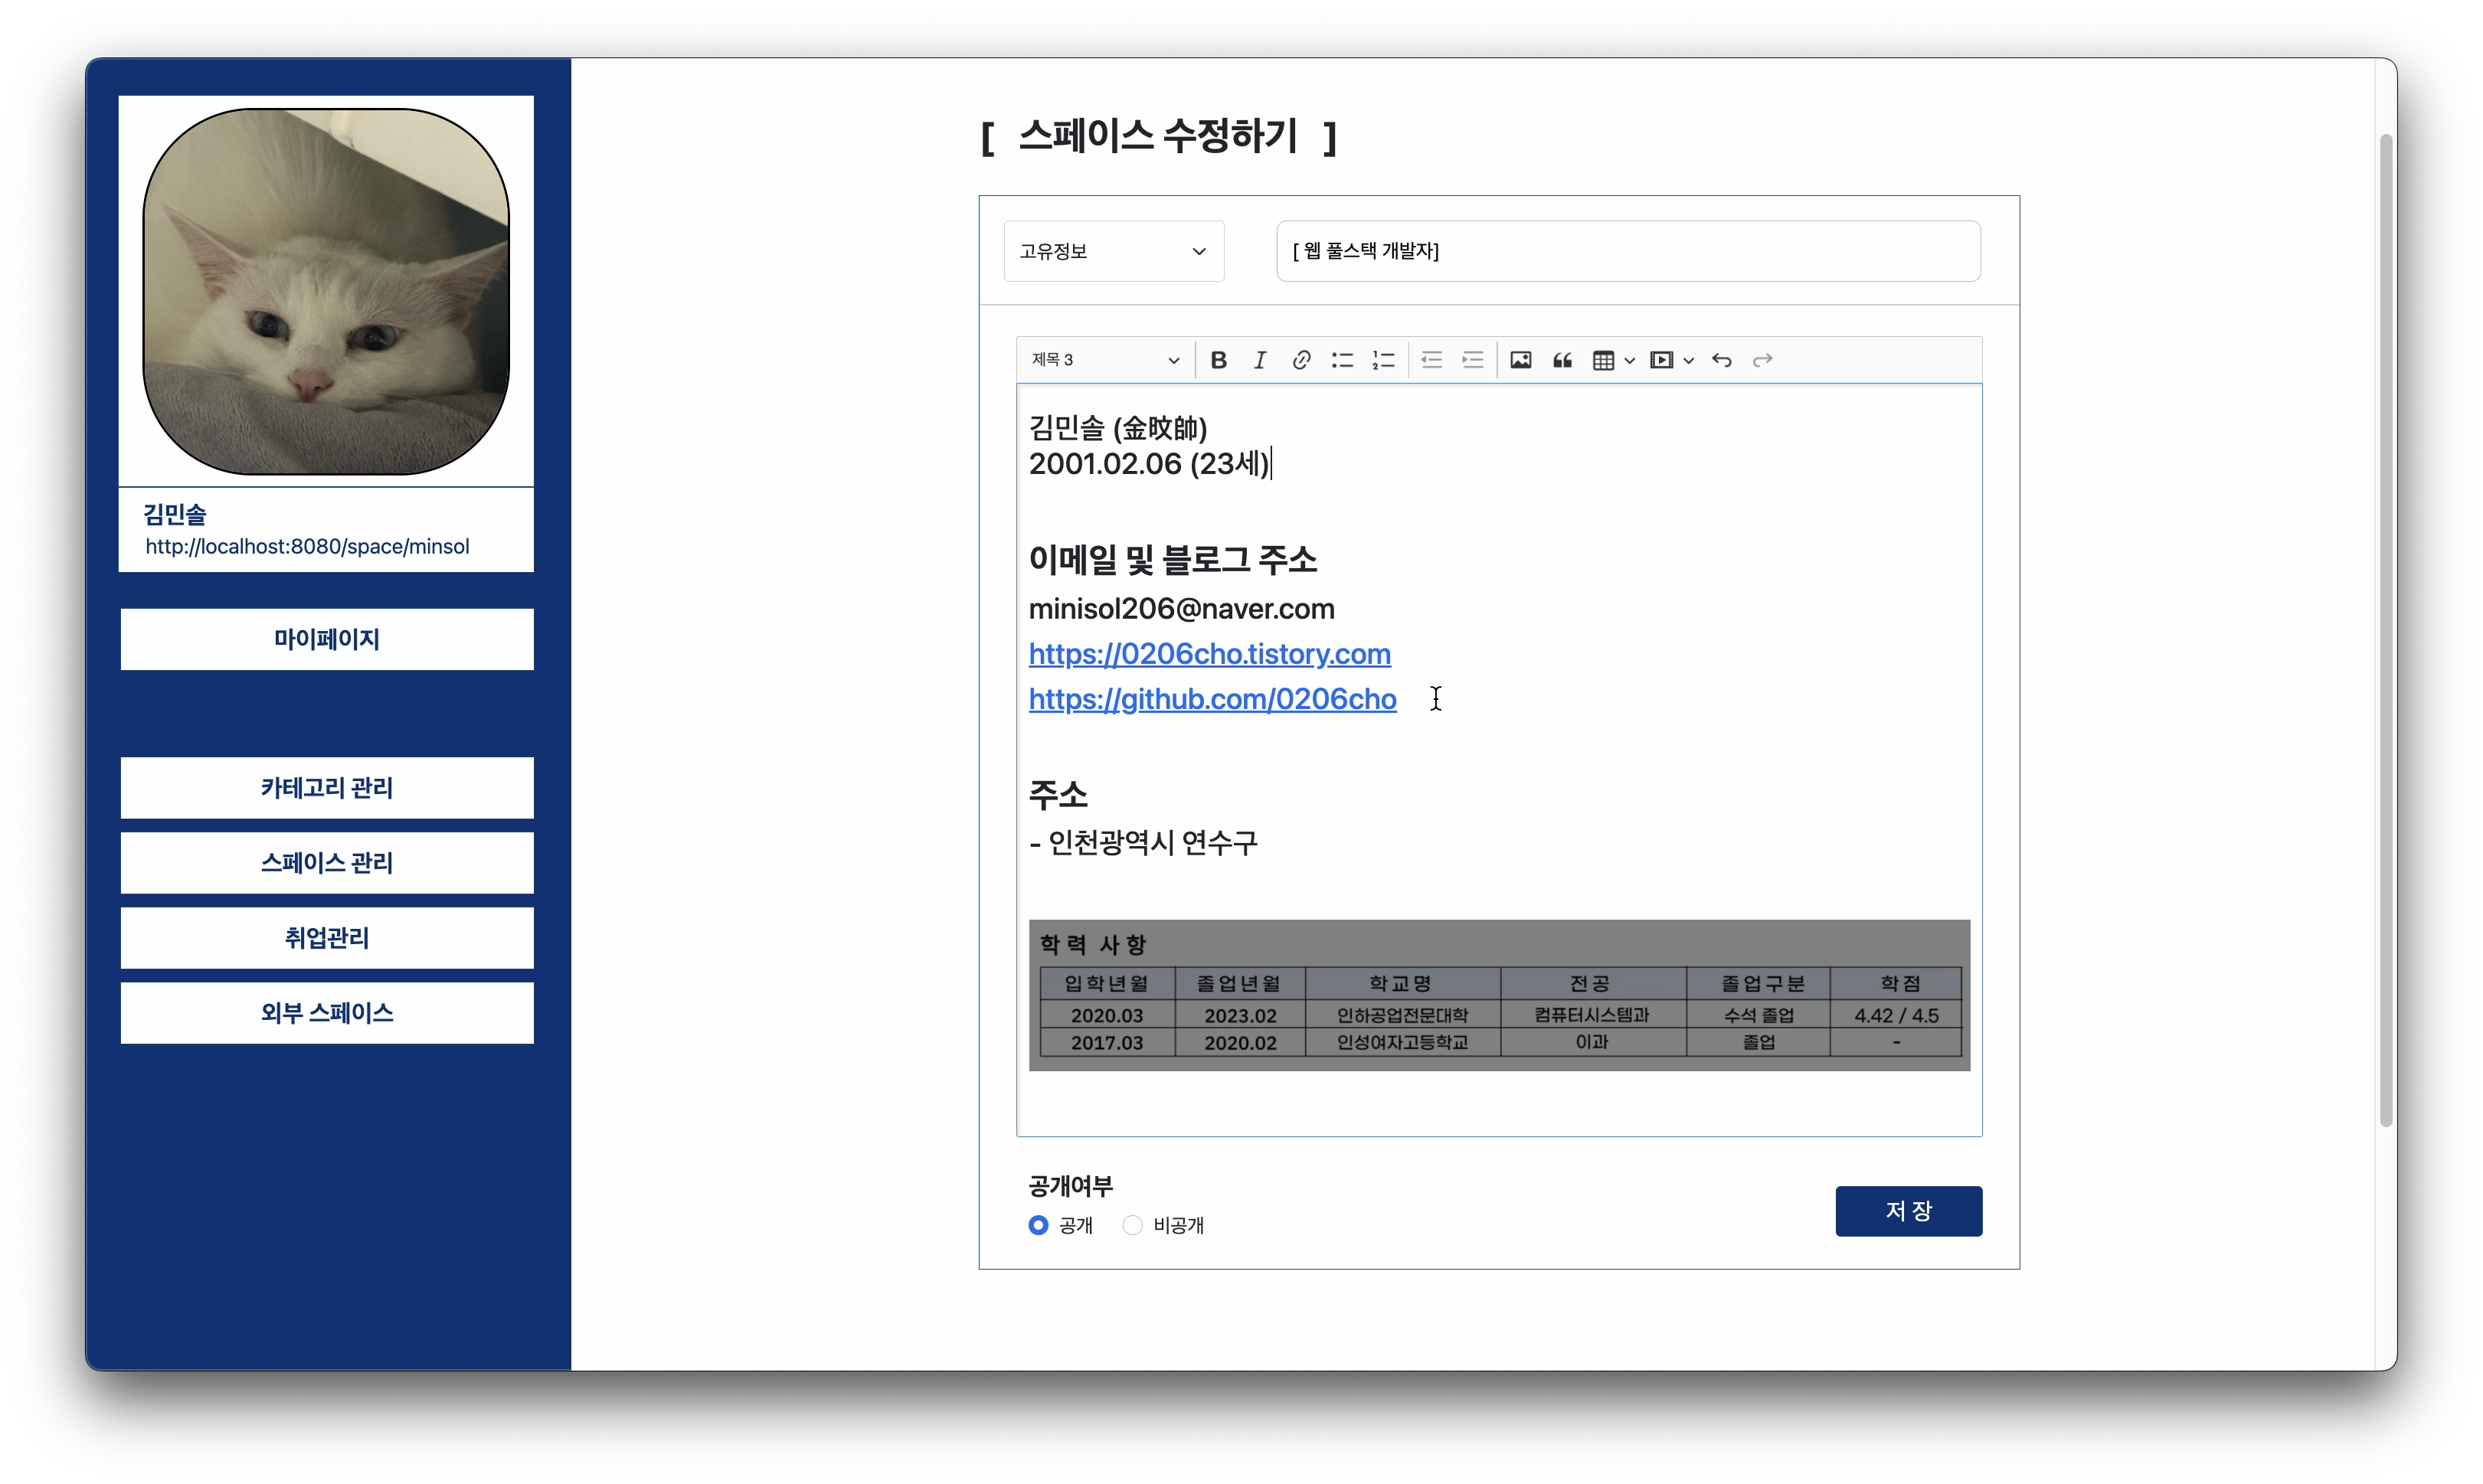 김민솔
http://localhost:8080/space/minsol
마이페이지
카테고리 관리
스페이스 관리
취업관리
외부 스페이스
[ 스페이스 수정하기 ]
고유정보
[ 웹 풀스택 개발자]
제목 3
김민솔 (金旼帥)
2001.02.06 (23세)
이메일 및 블로그 주소
minisol206@naver.com
https://0206cho.tistory.com
https://github.com/0206cho
주소
- 인천광역시 연수구
학력 사항
입학년월 졸업년월 학교명 전공 졸업구분 학점
2020.03 2023.02 인하공업전문대학 컴퓨터시스템과 수석 졸업 4.42 / 4.5
2017.03 2020.02 인성여자고등학교 이과 졸업 -
공개여부
공개 비공개
저 장